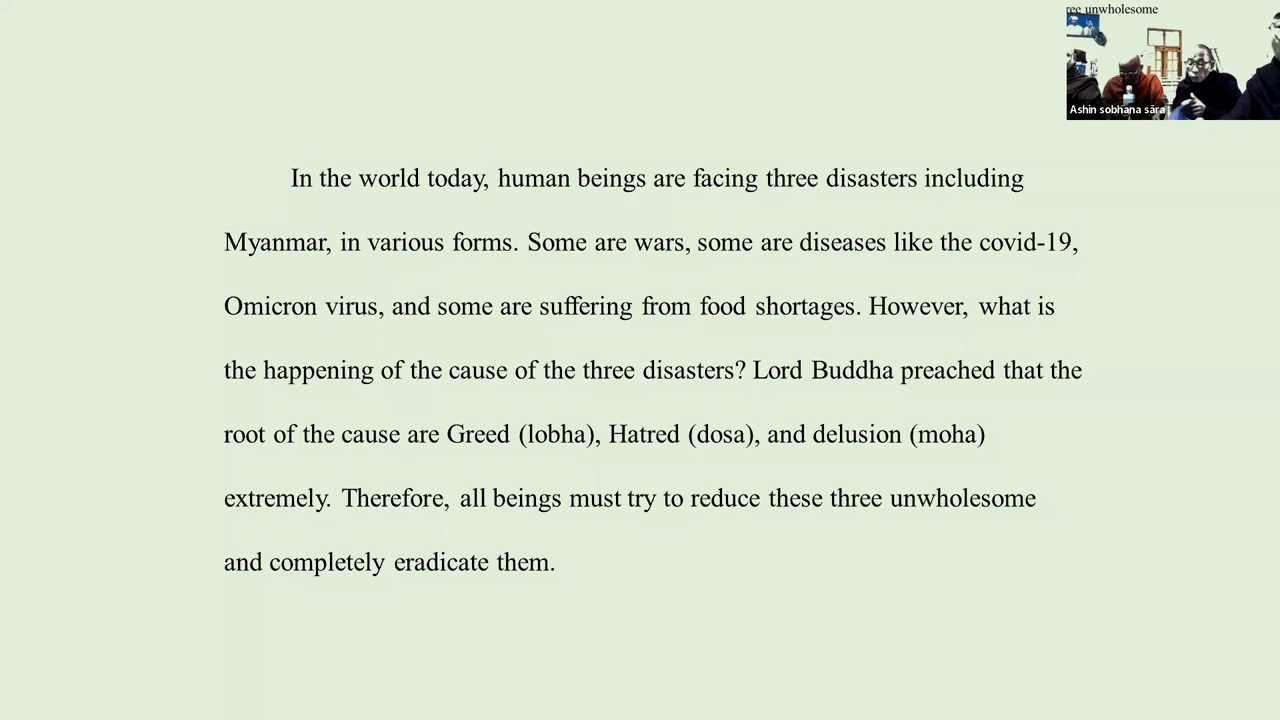 ree unwholesome
Ashin sobhana sāra
In the world today, human beings are facing three disasters including
Myanmar, in various forms. Some are wars, some are diseases like the covid-19,
Omicron virus, and some are suffering from food shortages. However, what is
the happening of the cause of the three disasters? Lord Buddha preached that the
root of the cause are Greed (lobha), Hatred (dosa), and delusion (moha)
extremely. Therefore, all beings must try to reduce these three unwholesome
and completely eradicate them.